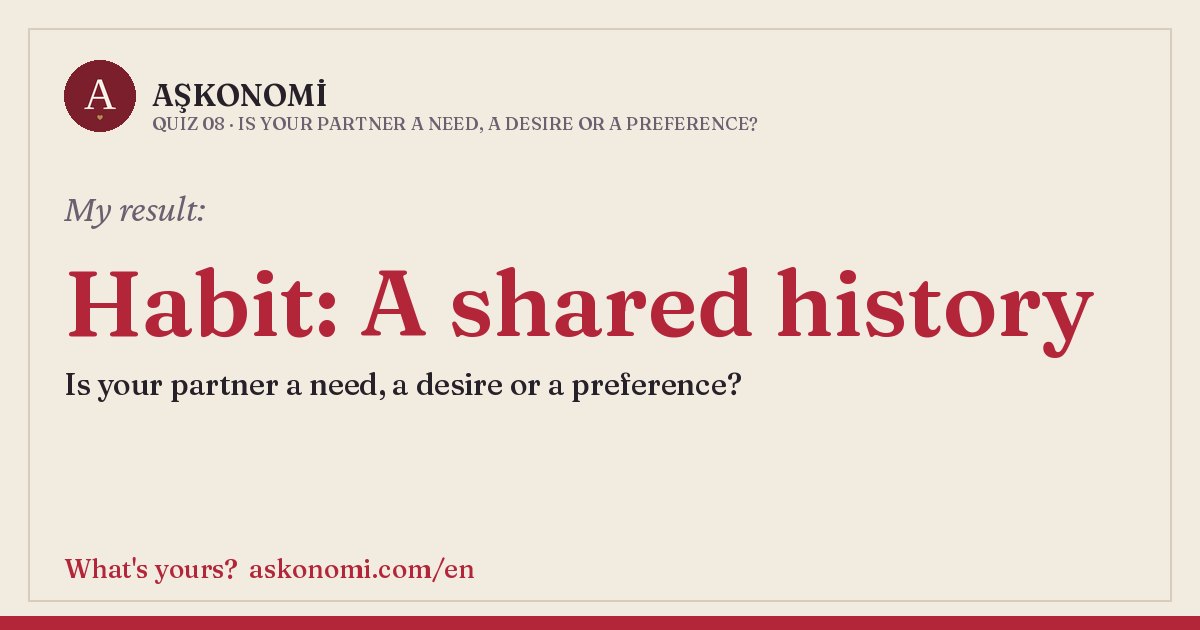 A
AŞKONOMİ
QUIZ 08 · IS YOUR PARTNER A NEED, A DESIRE OR A PREFERENCE?
My result:
Habit: A shared history
Is your partner a need, a desire or a preference?
What's yours? askonomi.com/en